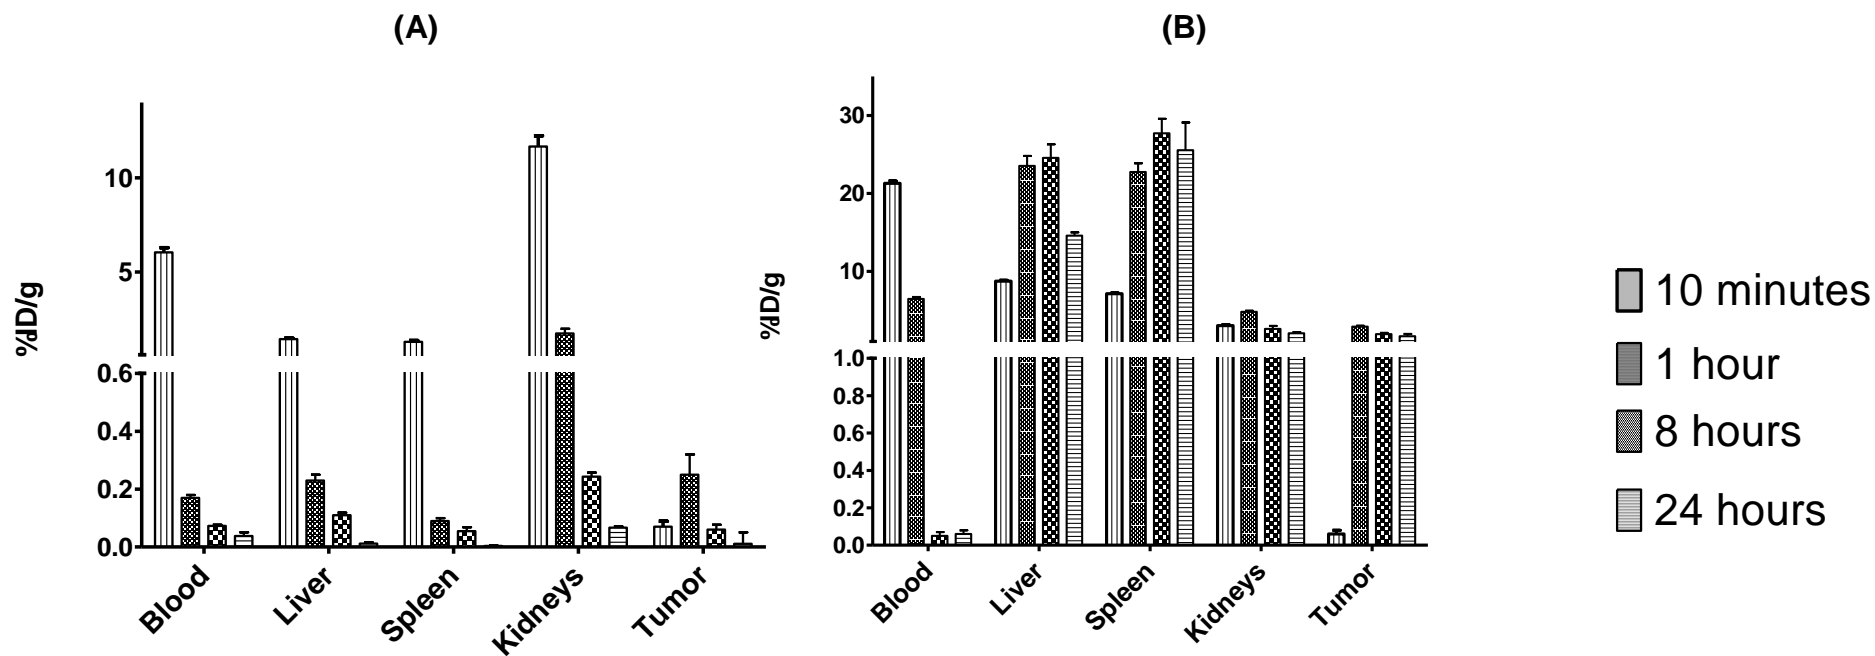 (A)
%ID/g
10
5
0.6
0.4
0.2
0.0
Blood
Liver
Spleen
Kidneys
Tumor
(B)
%ID/g
30
20
10
1.0
0.8
0.6
0.4
0.2
0.0
Blood
Liver
Spleen
Kidneys
Tumor
10 minutes
1 hour
8 hours
24 hours